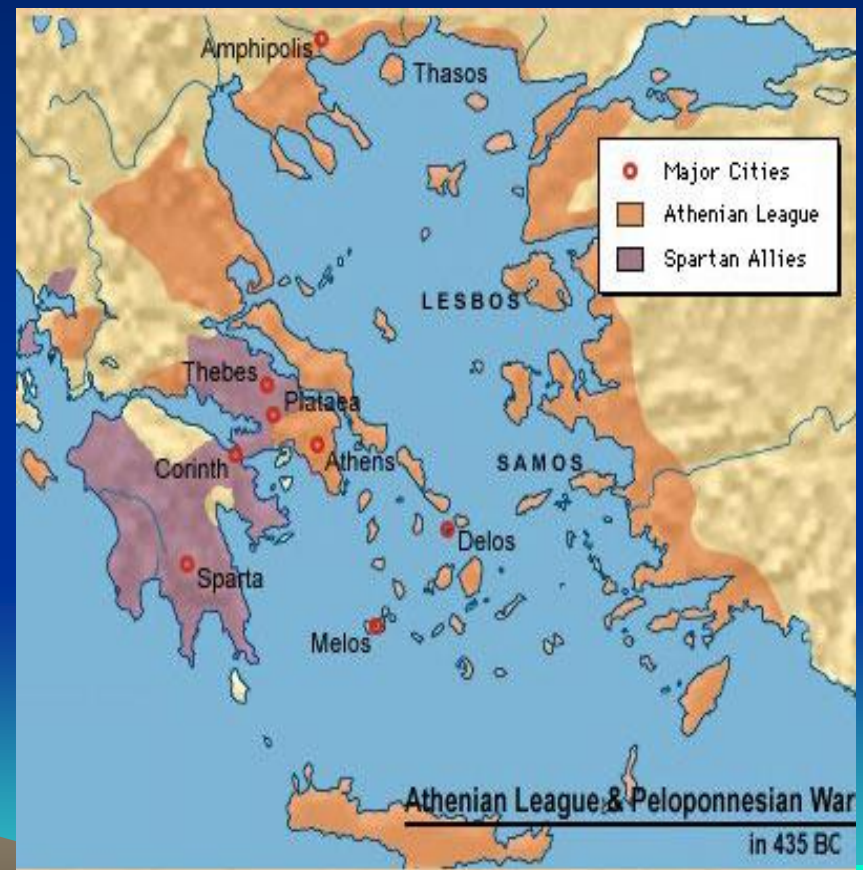 Amphipolis
Thasos
Major Cities
Athenian League
Spartan Allies
LESBOS
Thebes
Plataea
Corinth
Athens
SAMOS
Delos
Sparta
Melos
Athenian League & Peloponnesian War
in 435 BC